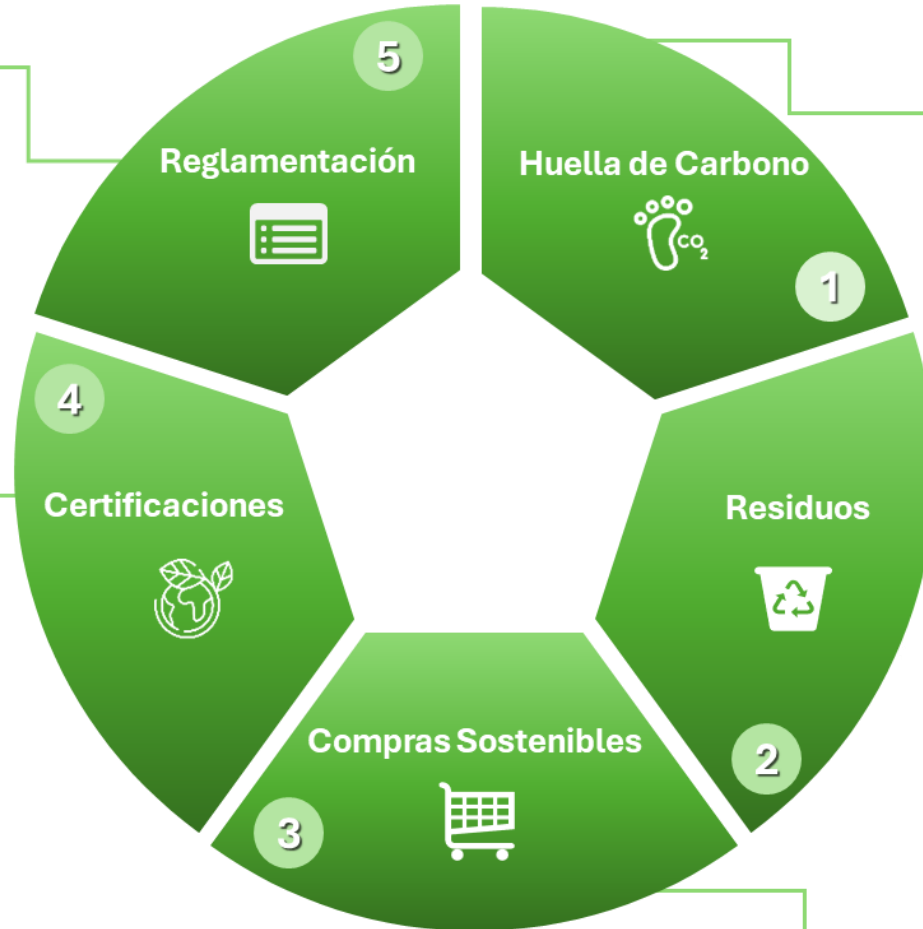 Huella de Carbono
CO2
1
Residuos
2
Compras Sostenibles
3
4
Certificaciones
5
Reglamentación